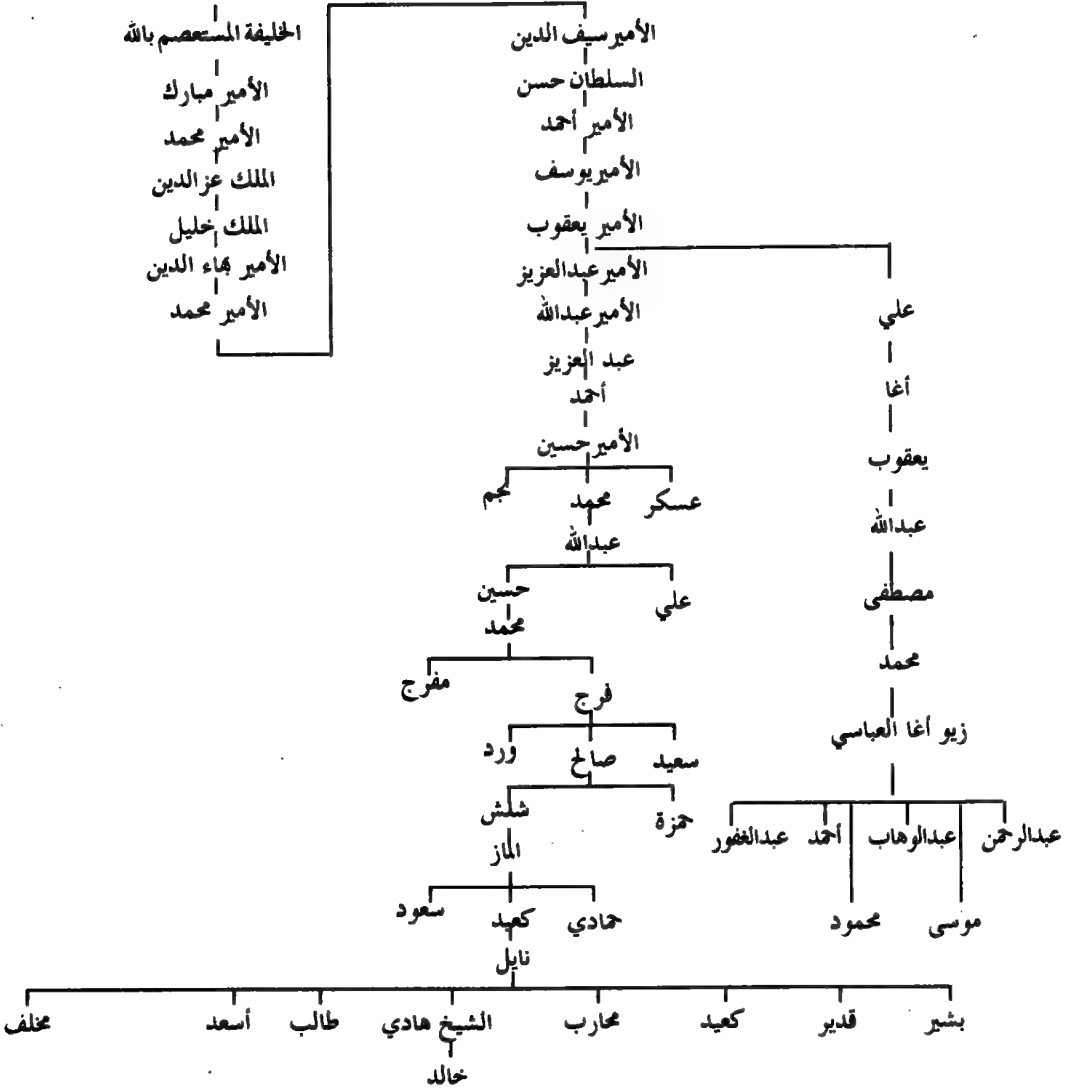 الخليفة المستعصم بالله
الأمير مبارك
الأمير محمد
الملك عزالدين
الملك خليل
الأمير بهاء الدين
الأمير محمد
الأمير سيف الدين
السلطان حسن
الأمير أحمد
الأمير يوسف
الأمير يعقوب
الأمير عبدالعزيز
الأمير عبدالله
عبد العزيز
أحمد
الأمير حسين
عسكر محمد نجم
عبدالله
علي حسين
محمد
فرج مفرج
سعيد صالح ورد
حمزة شلش
الماز
حمادي كعيد سعود
نايل
بشير قدير كعيد محارب الشيخ هادي طالب أسعد مخلف
خالد
علي
أغا
يعقوب
عبدالله
مصطفى
محمد
زيو أغا العباسي
عبدالرحمن عبدالوهاب أحمد عبدالغفور
موسى محمود